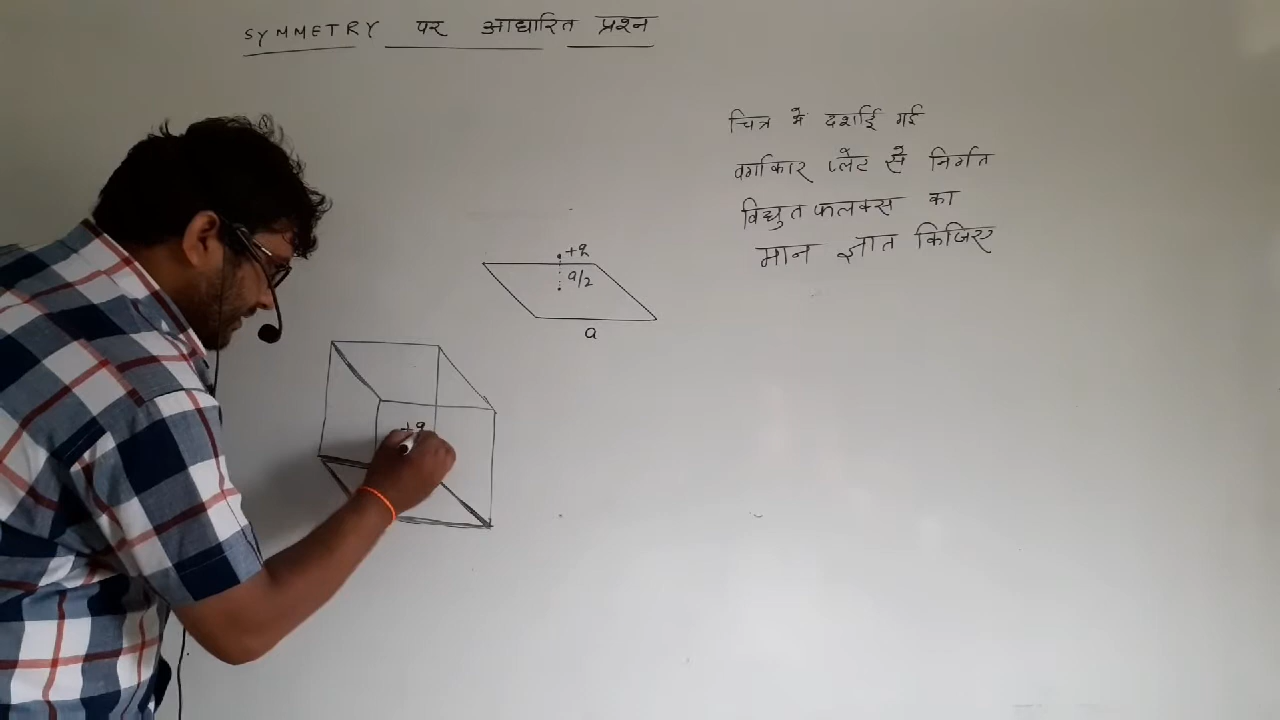 SYMMETRY पर आधारित प्रश्न
चित्र मे दर्शाई गई
वर्गाकार प्लेट से निर्गत
विद्युत फलक्स का
मान ज्ञात किजिए
+q
a/2
a
+q